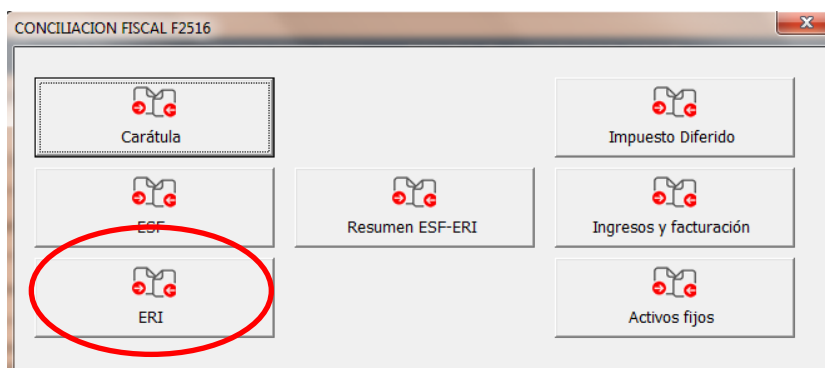 CONCILIACION FISCAL F2516
x
Carátula
Impuesto Diferido
ESF
Resumen ESF-ERI
Ingresos y facturación
ERI
Activos fijos